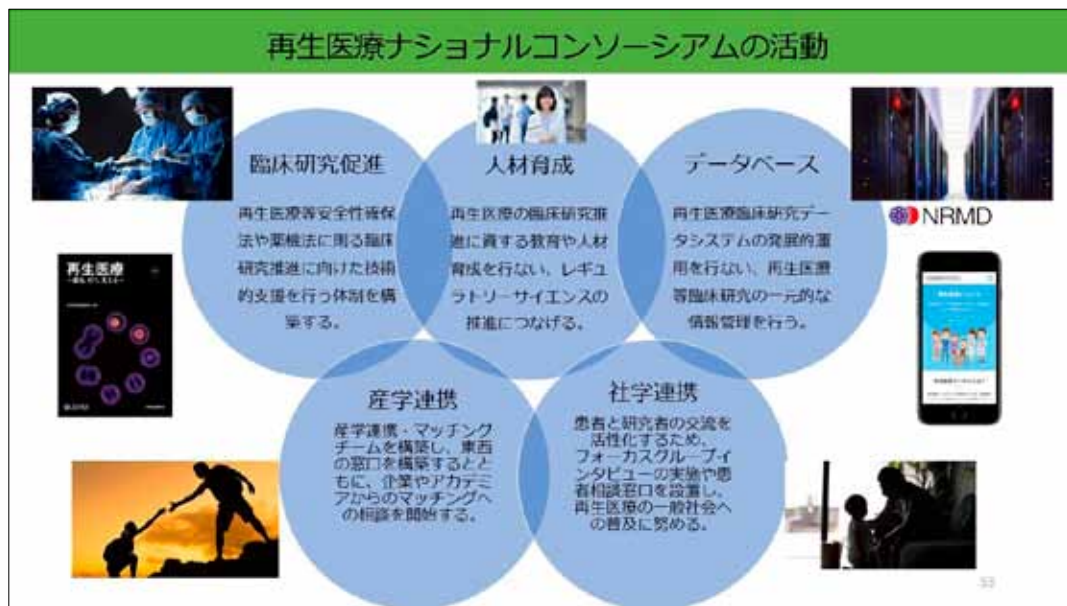 再生医療ナショナルコンソーシアムの活動
臨床研究促進
再生医療等安全性確保
法や薬機法に則る臨床
研究推進に向けた技術
的支援を行う体制を構
築する。
人材育成
再生医療の臨床研究推
進に資する教育や人材
育成を行ない、レギュ
ラトリーサイエンスの
推進につなげる。
データベース
再生医療臨床研究デー
タシステムの発展的運
用を行ない、再生医療
等臨床研究の一元的な
情報管理を行う。
NRMD
再生医療
産学連携
産学連携・マッチング
チームを構築し、東西
の窓口を構築するとと
もに、企業やアカデミ
アからのマッチングへ
の相談を開始する。
社学連携
患者と研究者の交流を
活性化するため、
フォーカスグループイ
ンタビューの実施や患
者相談窓口を設置し、
再生医療の一般社会へ
の普及に努める。
53